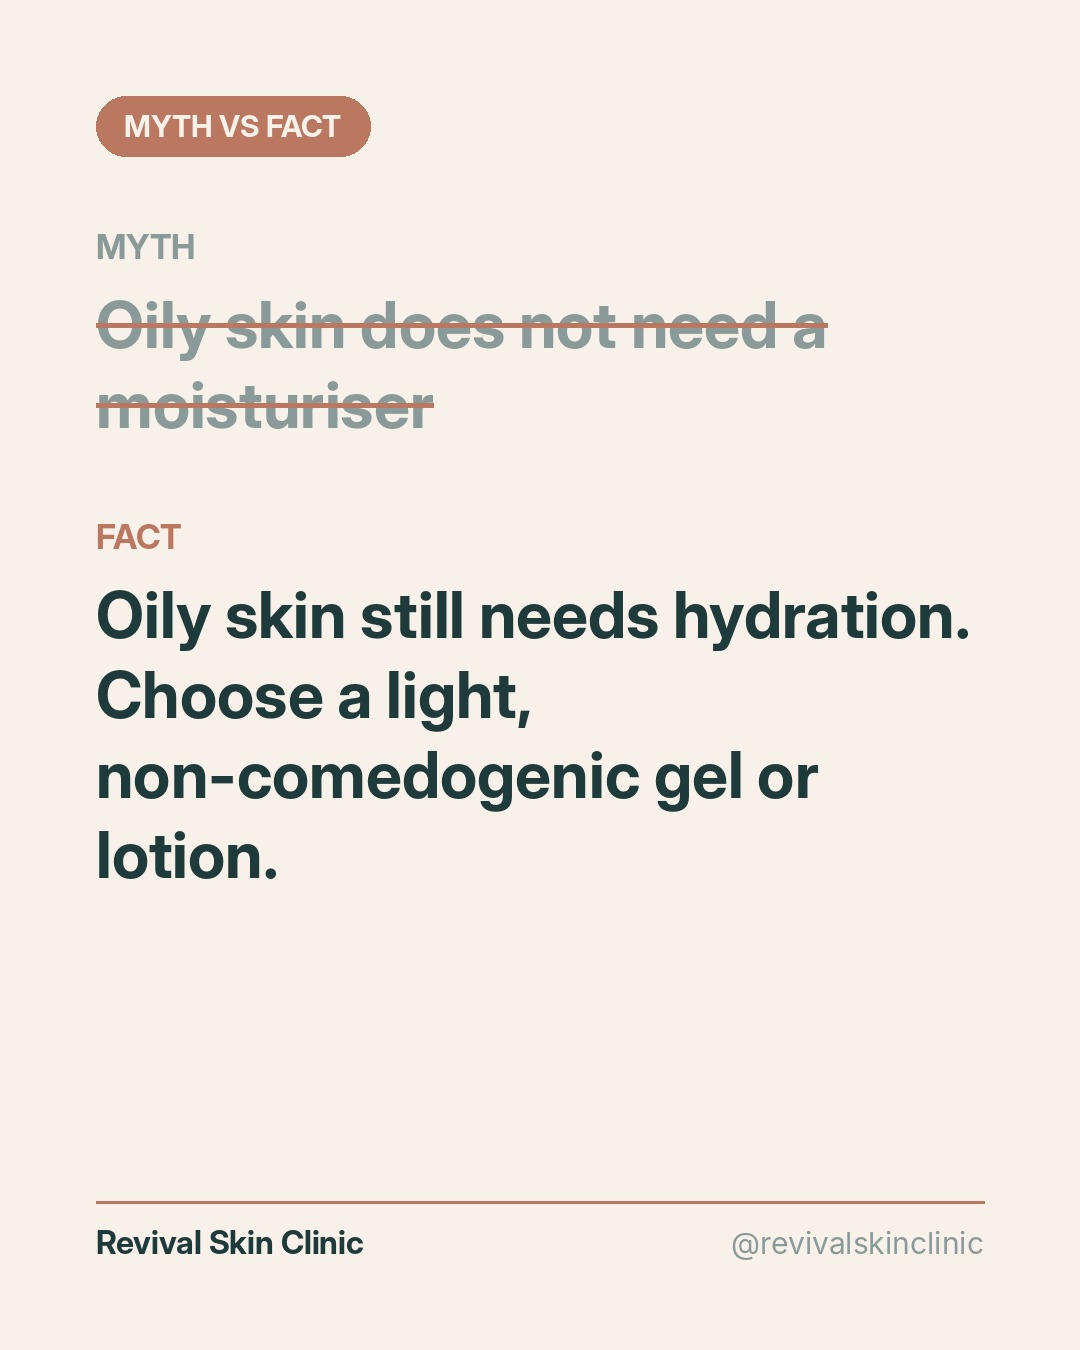 MYTH VS FACT
MYTH
Oily skin does not need a
moisturiser
FACT
Oily skin still needs hydration.
Choose a light,
non-comedogenic gel or
lotion.
Revival Skin Clinic
@revivalskinclinic